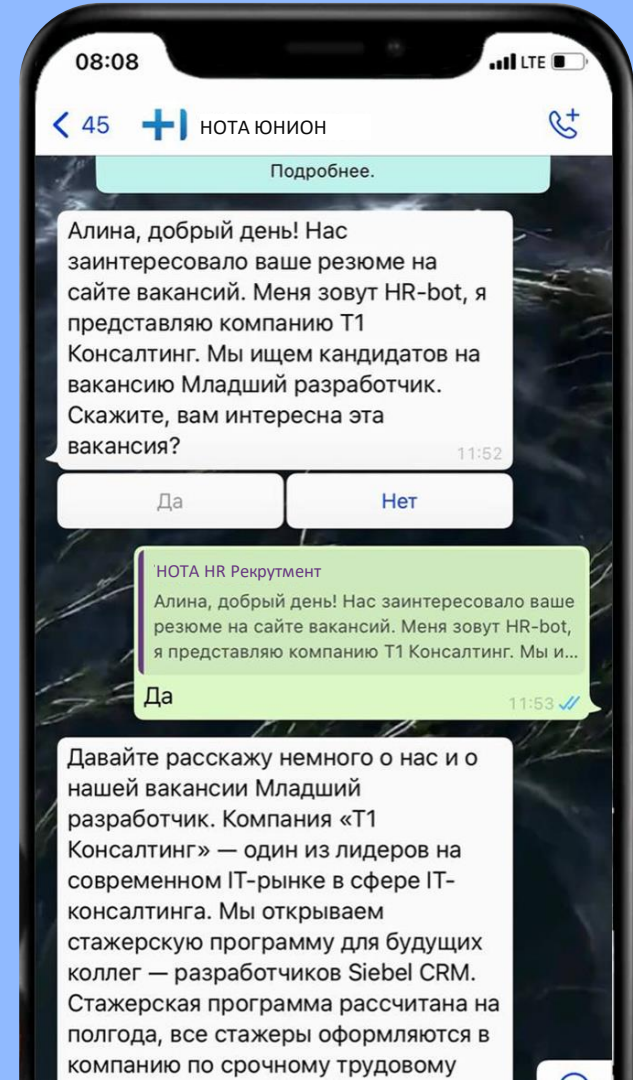 08:08
LTE
45
НОТА ЮНИОН
Подробнее.
Алина, добрый день! Нас
заинтересовало ваше резюме на
сайте вакансий. Меня зовут HR-bot, я
представляю компанию Т1
Консалтинг. Мы ищем кандидатов на
вакансию Младший разработчик.
Скажите, вам интересна эта
вакансия?
11:52
Да
Нет
НОТА HR Рекрутмент
Алина, добрый день! Нас заинтересовало ваше
резюме на сайте вакансий. Меня зовут HR-bot,
я представляю компанию Т1 Консалтинг. Мы и...
Да
11:53
Давайте расскажу немного о нас и о
нашей вакансии Младший
разработчик. Компания «Т1
Консалтинг» — один из лидеров на
современном IT-рынке в сфере IT-
консалтинга. Мы открываем
стажерскую программу для будущих
коллег — разработчиков Siebel CRM.
Стажерская программа рассчитана на
полгода, все стажеры оформляются в
компанию по срочному трудовому